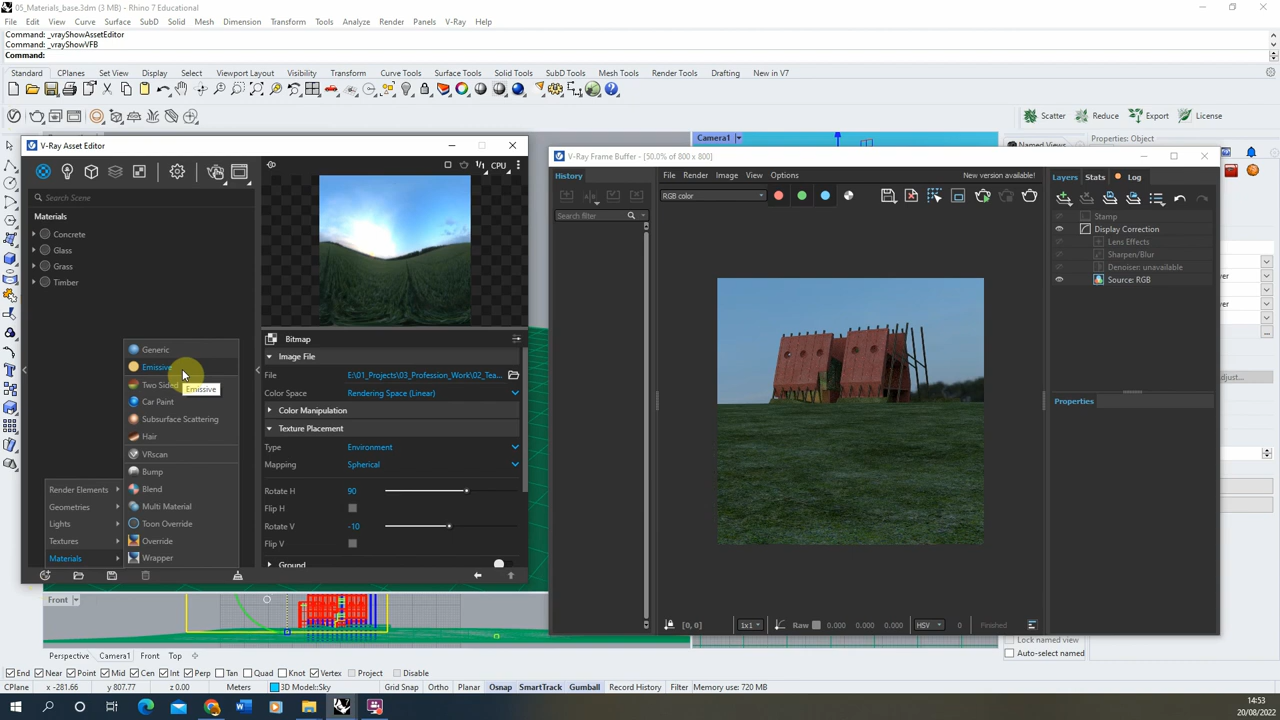 05_Materials_base.3dm (3 MB) - Rhino 7 Educational
File Edit View Curve Surface SubD Solid Mesh Dimension Transform Tools Analyze Render Panels V-Ray Help
Command: _vrayShowAssetEditor
Command: _vrayShowVFB
Command:
Standard CPlanes Set View Display Select Viewport Layout Visibility Transform Curve Tools Surface Tools Solid Tools SubD Tools Mesh Tools Render Tools Drafting New in V7
Scatter Reduce Export License
Camera1
Properties: Object
V-Ray Asset Editor
CPU
Search Scene
Materials
Concrete
Glass
Grass
Timber
Generic
Emissive
Two Sided
Emissive
Car Paint
Subsurface Scattering
Hair
VRscan
Bump
Blend
Multi Material
Toon Override
Override
Wrapper
Render Elements
Geometries
Lights
Textures
Materials
Bitmap
Image File
File E:\01_Projects\03_Profession_Work\02_Tea...
Color Space Rendering Space (Linear)
Color Manipulation
Texture Placement
Type Environment
Mapping Spherical
Rotate H 90
Flip H
Rotate V -10
Flip V
Ground
V-Ray Frame Buffer - [50.0% of 800 x 800]
History
File Render Image View Options New version available!
Search filter
RGB color
Layers Stats Log
Stamp
Display Correction
Lens Effects
Sharpen/Blur
Denoiser: unavailable
Source: RGB
Properties
[0, 0] 1x1 Raw 0.000 0.000 0.000 HSV 0 Finished
Front
Auto-select named view
Perspective Camera1 Front Top
End Near Point Mid Cen Int Perp Tan Quad Knot Vertex Project Disable
CPlane x -281.66 y 807.77 z 0.00 Meters 3D Model::Sky Grid Snap Ortho Planar Osnap SmartTrack Gumball Record History Filter Memory use: 720 MB
14:53
20/08/2022